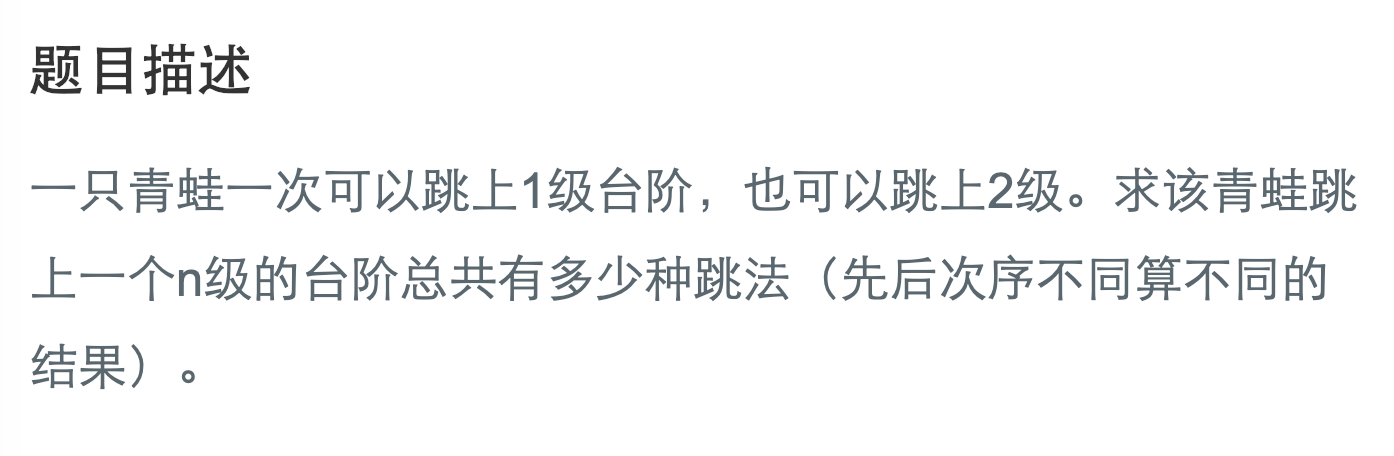 题目描述
一只青蛙一次可以跳上1级台阶，也可以跳上2级。求该青蛙跳
上一个n级的台阶总共有多少种跳法（先后次序不同算不同的
结果）。